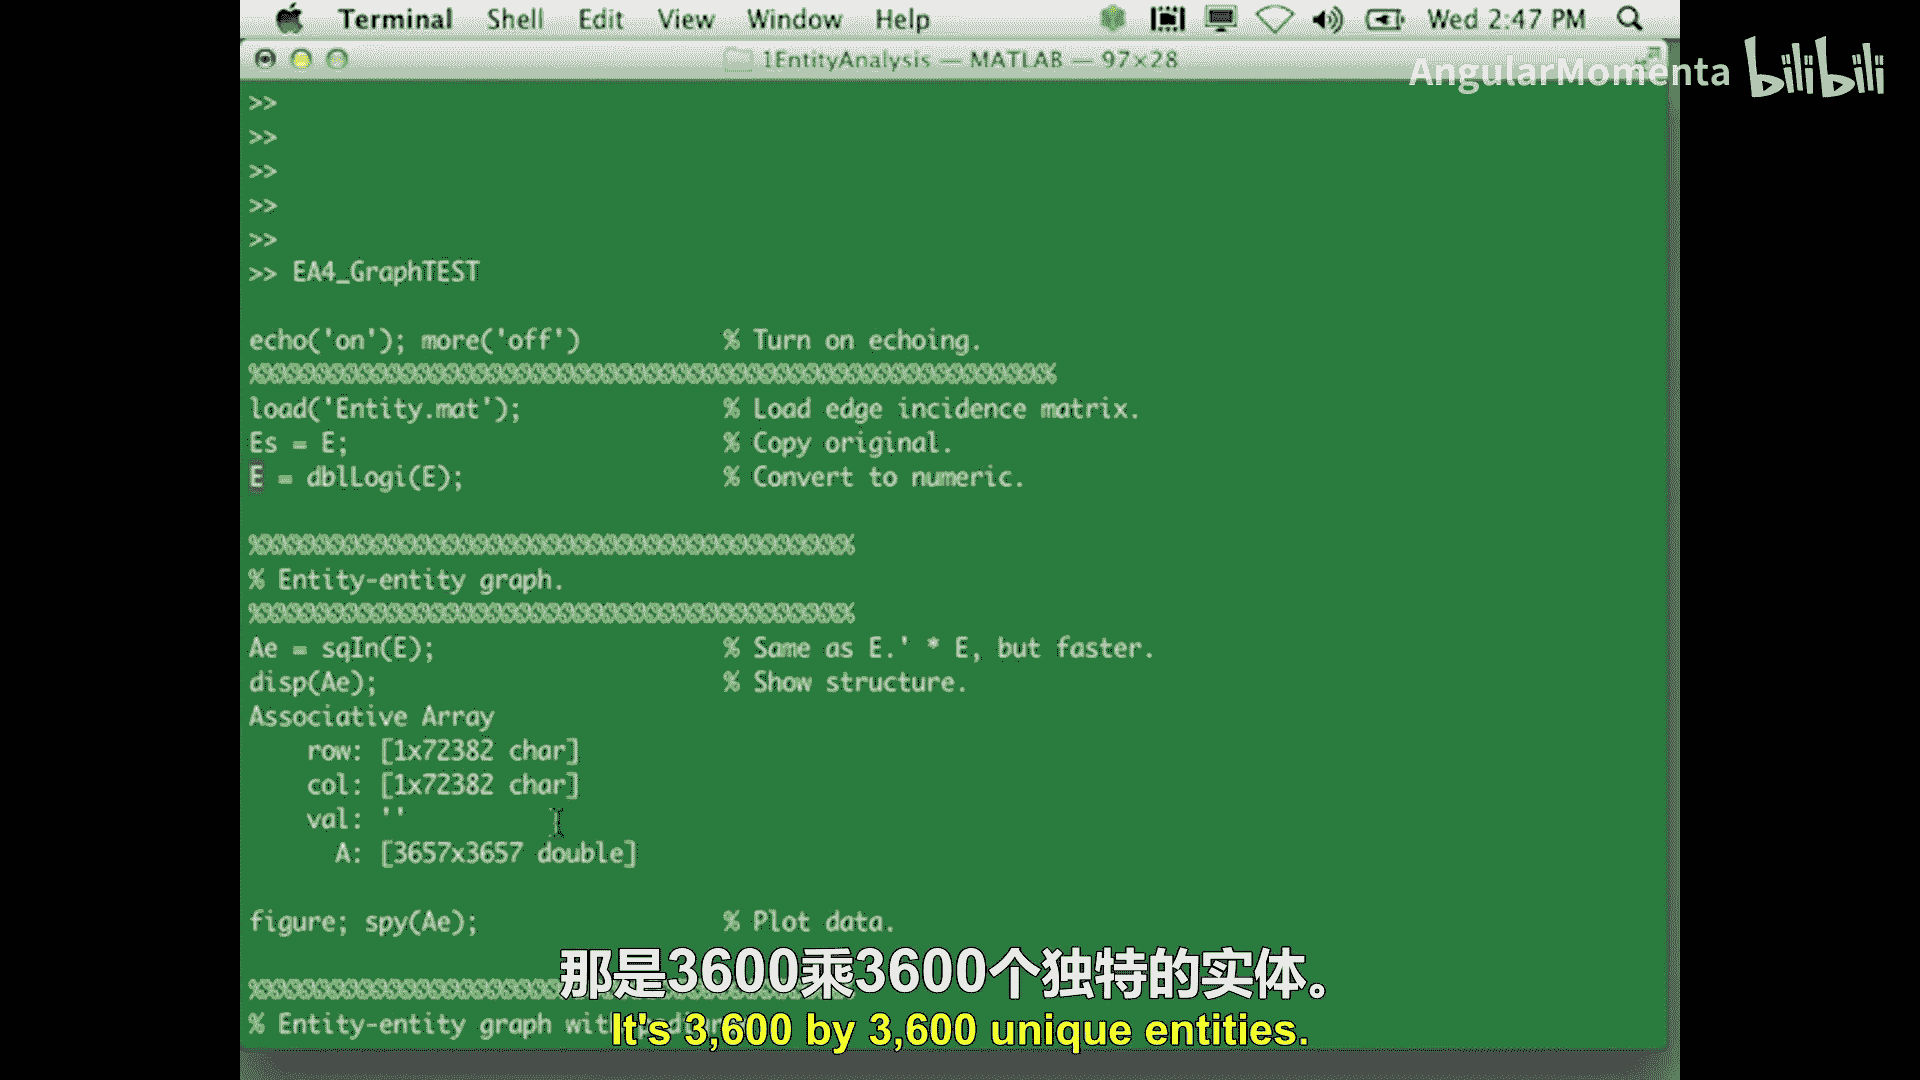 Terminal Shell Edit View Window Help Wed 2:47 PM
1EntityAnalysis — MATLAB — 97×28
AngularMomenta bilibili
>>
>>
>>
>>
>>
>> EA4_GraphTEST
echo('on'); more('off') % Turn on echoing.
%%%%%%%%%%%%%%%%%%%%%%%%%%%%%%%%%%%%%%%%%%%%%%%%%%%%%%%%
load('Entity.mat'); % Load edge incidence matrix.
Es = E; % Copy original.
E = dblLogi(E); % Convert to numeric.
%%%%%%%%%%%%%%%%%%%%%%%%%%%%%%%%%%%%%%%%%%
% Entity-entity graph.
%%%%%%%%%%%%%%%%%%%%%%%%%%%%%%%%%%%%%%%%%%
Ae = sqIn(E); % Same as E.' * E, but faster.
disp(Ae); % Show structure.
Associative Array
row: [1x72382 char]
col: [1x72382 char]
val: ''
A: [3657x3657 double]
figure; spy(Ae); % Plot data.
%%%%%%%%%%%%%%%%%%%%%%%%%%%%%%%%%%%%%%%%%%
% Entity-entity graph with
那是3600乘3600个独特的实体。
It's 3,600 by 3,600 unique entities.